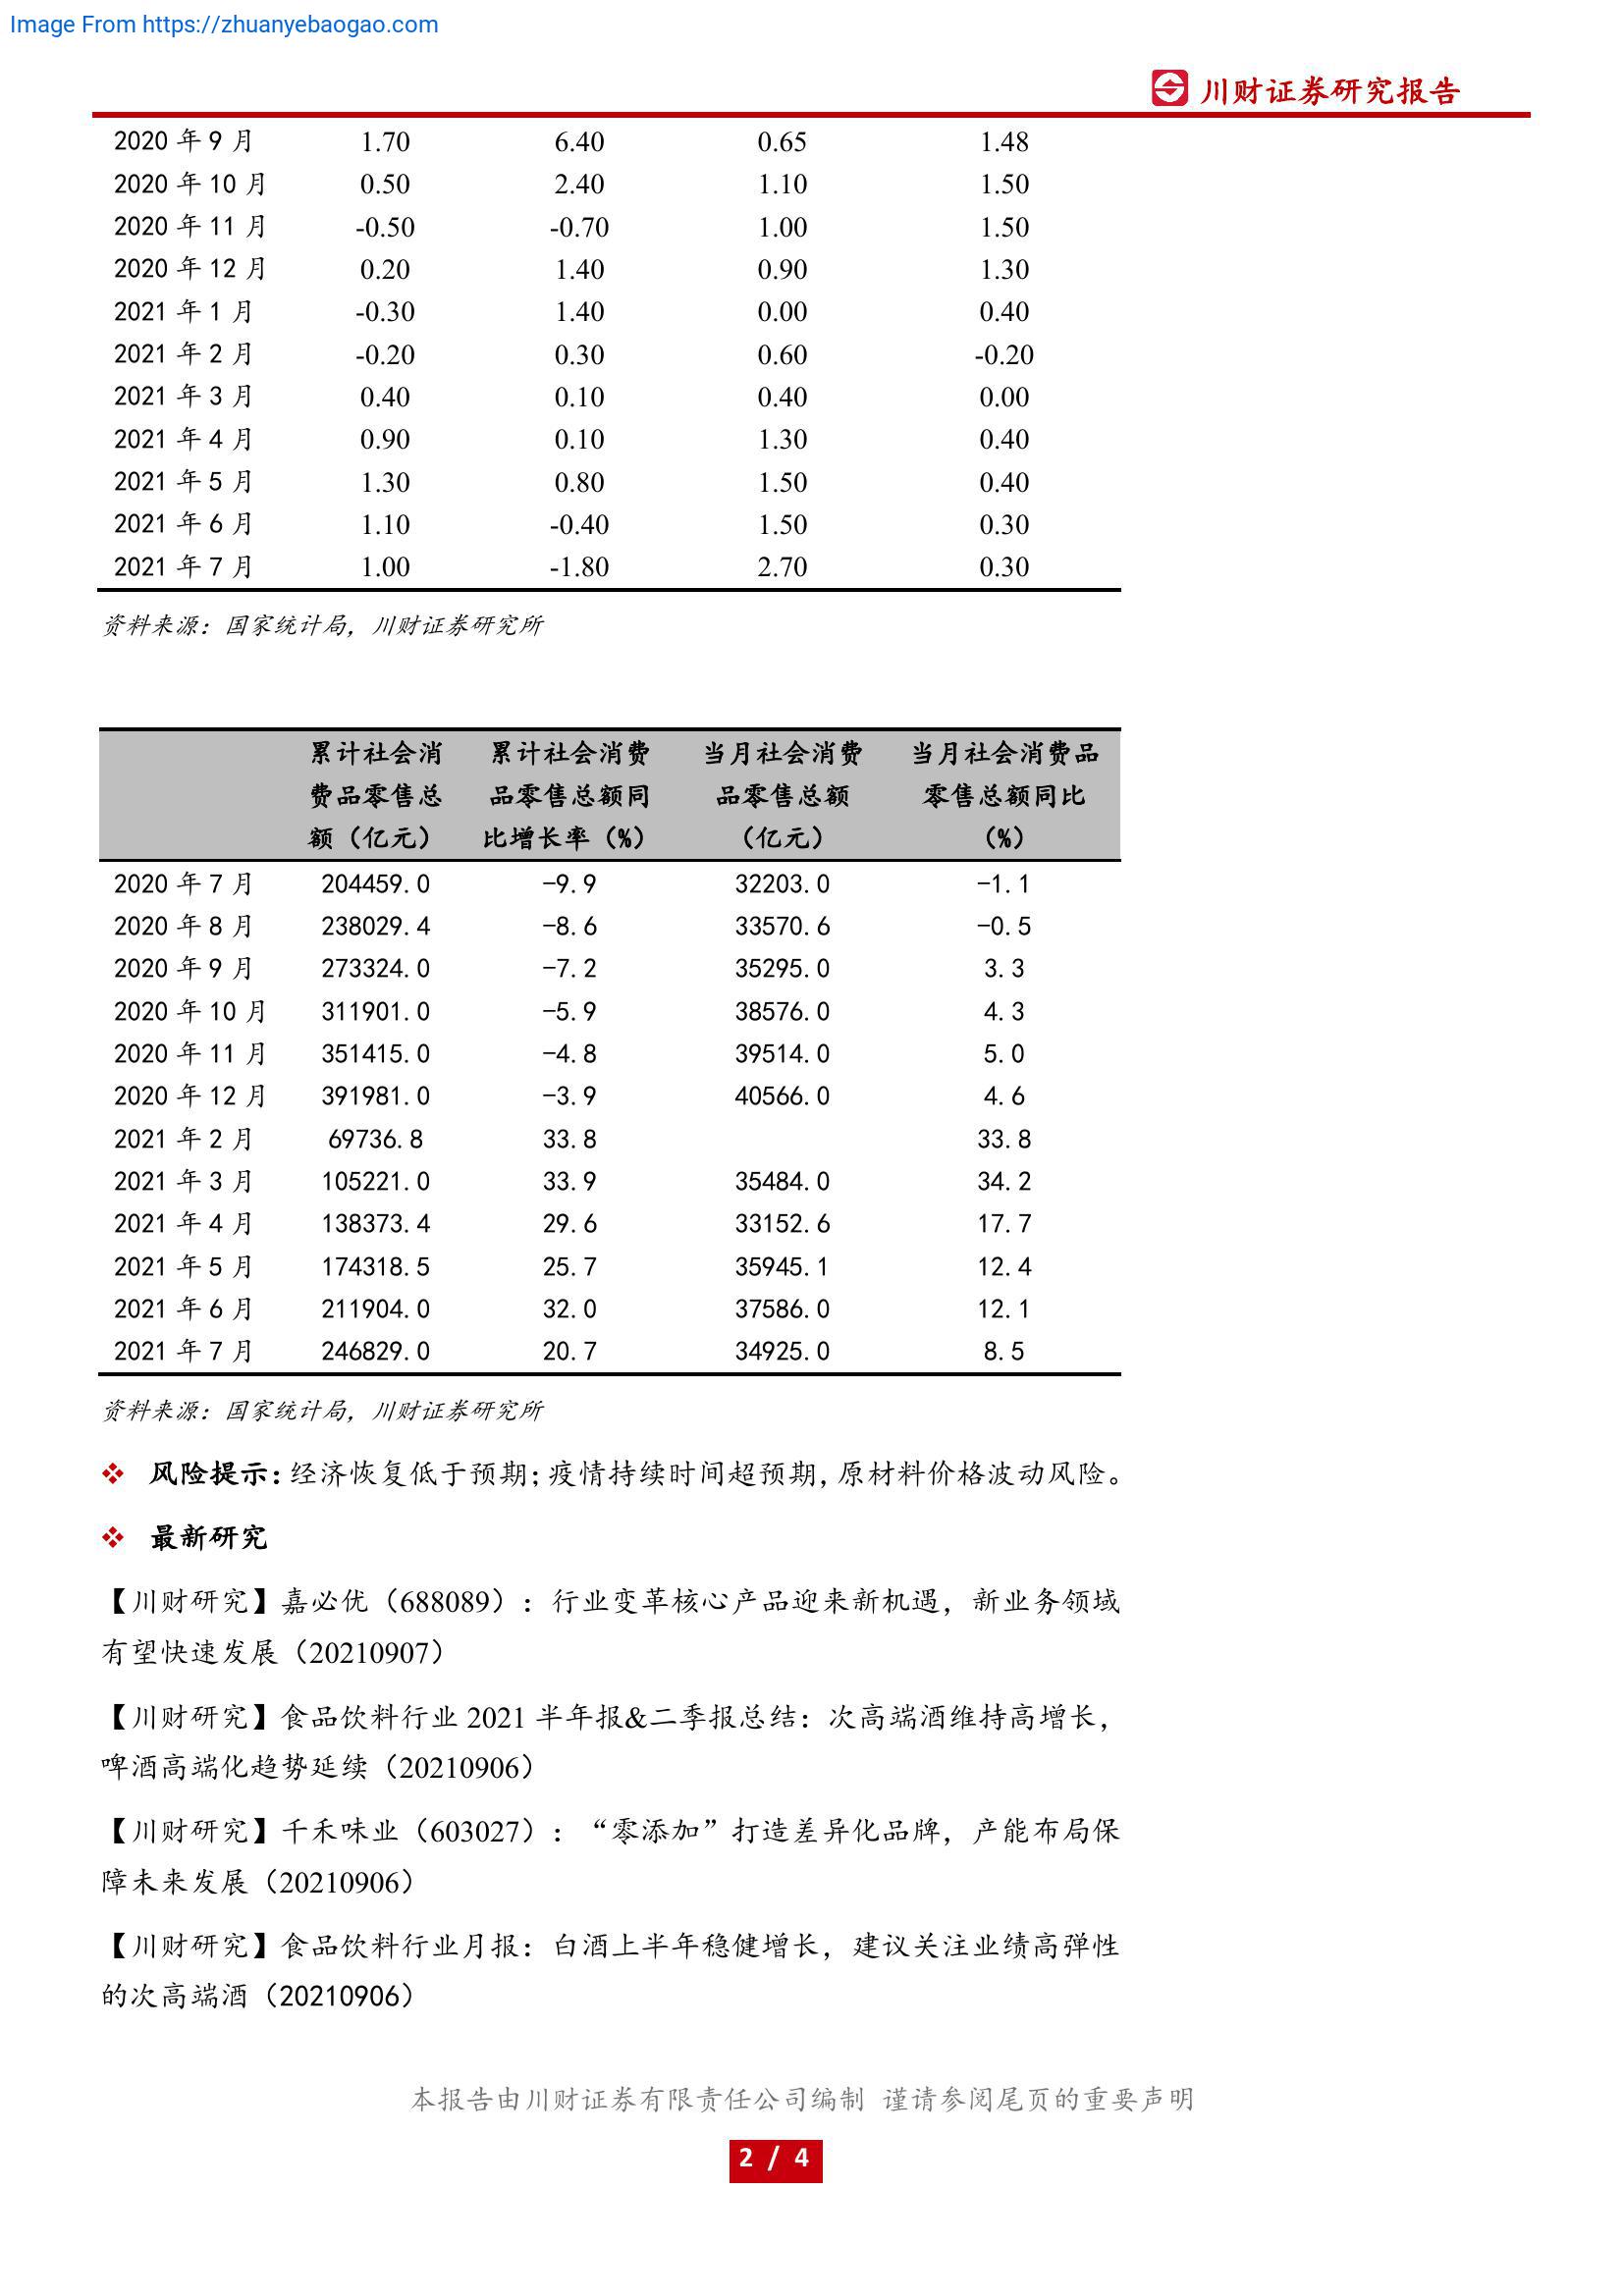 Image From https://zhuanyebaogao.com
川财证券研究报告
2020 年 9 月 1.70 6.40 0.65 1.48
2020 年 10 月 0.50 2.40 1.10 1.50
2020 年 11 月 -0.50 -0.70 1.00 1.50
2020 年 12 月 0.20 1.40 0.90 1.30
2021 年 1 月 -0.30 1.40 0.00 0.40
2021 年 2 月 -0.20 0.30 0.60 -0.20
2021 年 3 月 0.40 0.10 0.40 0.00
2021 年 4 月 0.90 0.10 1.30 0.40
2021 年 5 月 1.30 0.80 1.50 0.40
2021 年 6 月 1.10 -0.40 1.50 0.30
2021 年 7 月 1.00 -1.80 2.70 0.30
资料来源：国家统计局，川财证券研究所
累计社会消 累计社会消费 当月社会消费 当月社会消费品
费品零售总 品零售总额同 品零售总额 零售总额同比
额（亿元） 比增长率（%） （亿元） （%）
2020 年 7 月 204459.0 -9.9 32203.0 -1.1
2020 年 8 月 238029.4 -8.6 33570.6 -0.5
2020 年 9 月 273324.0 -7.2 35295.0 3.3
2020 年 10 月 311901.0 -5.9 38576.0 4.3
2020 年 11 月 351415.0 -4.8 39514.0 5.0
2020 年 12 月 391981.0 -3.9 40566.0 4.6
2021 年 2 月 69736.8 33.8 33.8
2021 年 3 月 105221.0 33.9 35484.0 34.2
2021 年 4 月 138373.4 29.6 33152.6 17.7
2021 年 5 月 174318.5 25.7 35945.1 12.4
2021 年 6 月 211904.0 32.0 37586.0 12.1
2021 年 7 月 246829.0 20.7 34925.0 8.5
资料来源：国家统计局，川财证券研究所
❖ 风险提示：经济恢复低于预期；疫情持续时间超预期，原材料价格波动风险。
❖ 最新研究
【川财研究】嘉必优（688089）：行业变革核心产品迎来新机遇，新业务领域
有望快速发展（20210907）
【川财研究】食品饮料行业 2021 半年报&二季报总结：次高端酒维持高增长，
啤酒高端化趋势延续（20210906）
【川财研究】千禾味业（603027）：“零添加”打造差异化品牌，产能布局保
障未来发展（20210906）
【川财研究】食品饮料行业月报：白酒上半年稳健增长，建议关注业绩高弹性
的次高端酒（20210906）
本报告由川财证券有限责任公司编制 谨请参阅尾页的重要声明
2 / 4